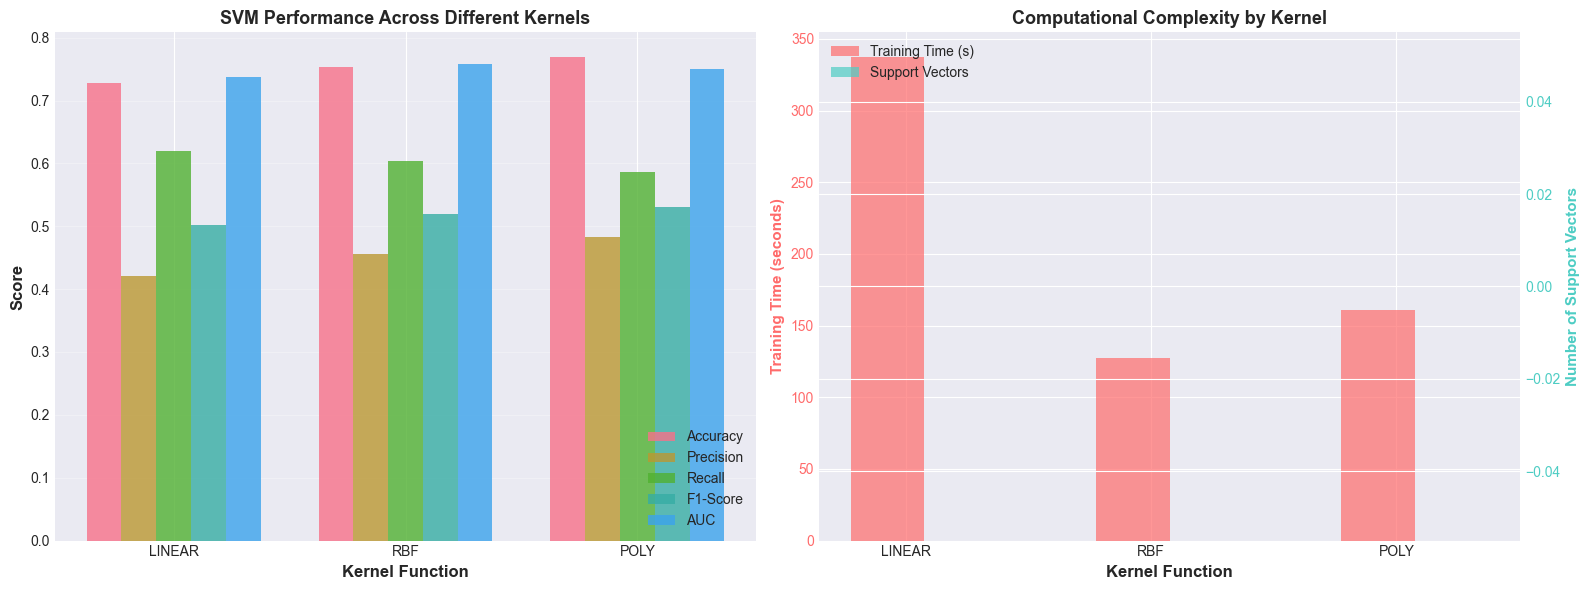 SVM Performance Across Different Kernels
Score
0.8
0.7
0.6
0.5
0.4
0.3
0.2
0.1
0.0
LINEAR
RBF
POLY
Kernel Function
Accuracy
Precision
Recall
F1-Score
AUC
Computational Complexity by Kernel
Training Time (seconds)
350
300
250
200
150
100
50
0
Training Time (s)
Support Vectors
LINEAR
RBF
POLY
Kernel Function
0.04
0.02
0.00
−0.02
−0.04
Number of Support Vectors